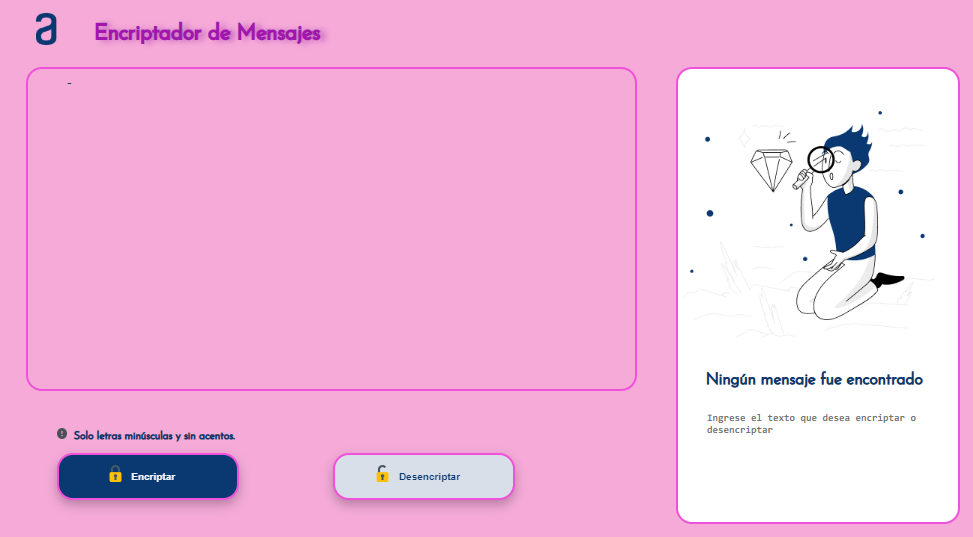 a
Encriptador de Mensajes
-
Ningún mensaje fue encontrado
Ingrese el texto que desea encriptar o
desencriptar
Solo letras minúsculas y sin acentos.
Encriptar
Desencriptar